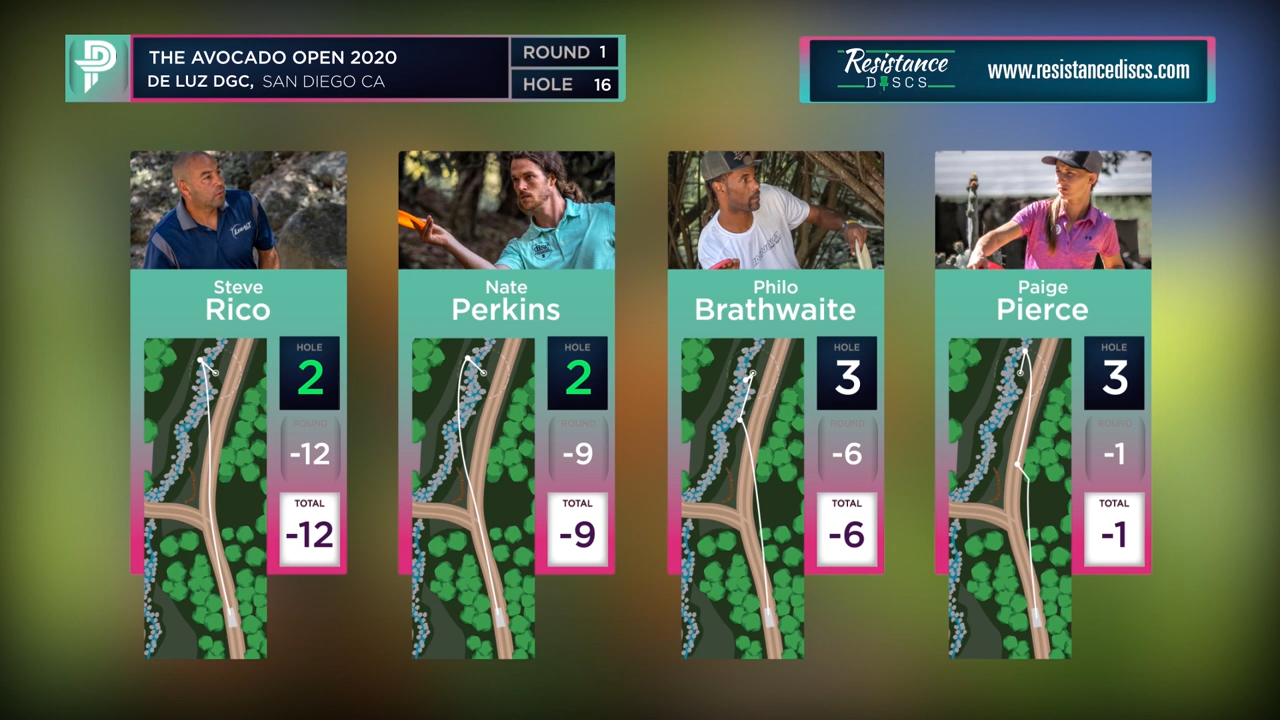 THE AVOCADO OPEN 2020
DE LUZ DGC, SAN DIEGO CA
ROUND 1
HOLE 16
Resistance
DISCS
www.resistancediscs.com
Steve
Rico
HOLE
2
ROUND
-12
TOTAL
-12
Nate
Perkins
HOLE
2
ROUND
-9
TOTAL
-9
Philo
Brathwaite
HOLE
3
ROUND
-6
TOTAL
-6
Paige
Pierce
HOLE
3
ROUND
-1
TOTAL
-1